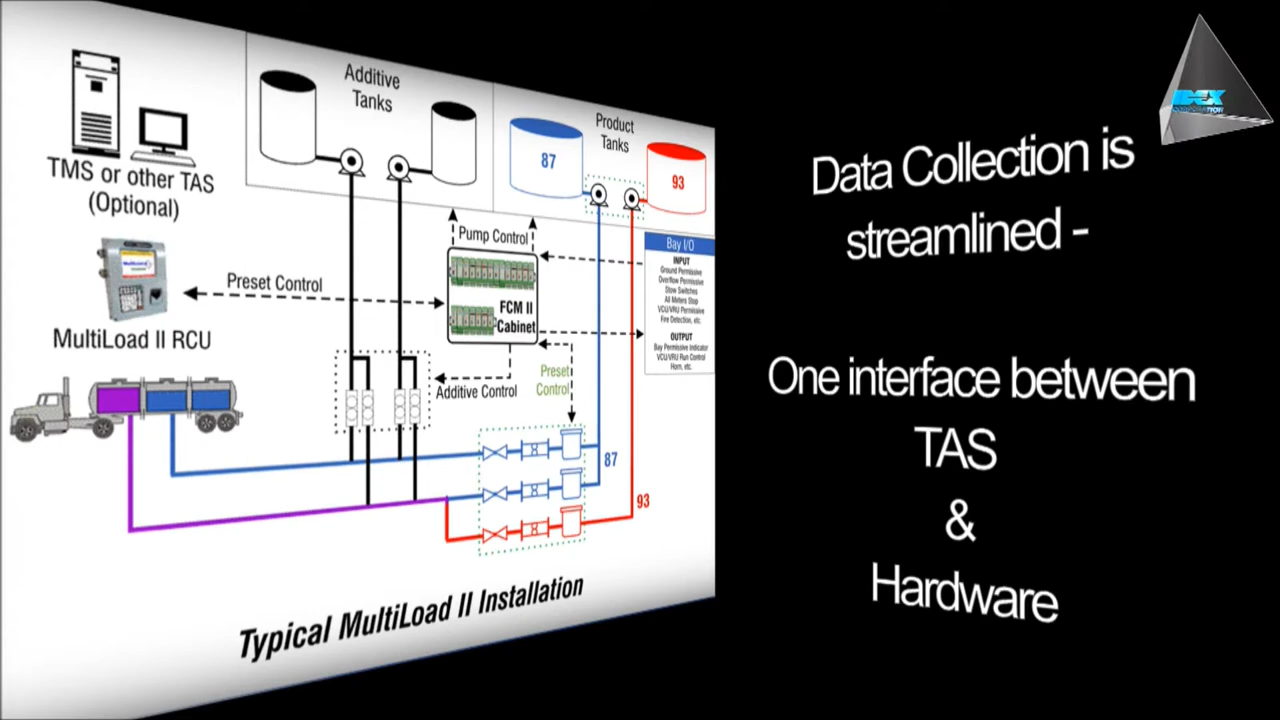 TMS or other TAS
(Optional)
Additive
Tanks
Product
Tanks
87
93
Pump Control
Bay I/O
INPUT
Ground Permissive
Overflow Permissive
Stow Switches
All Meters Stop
VCU/VRU Permissive
Fire Detection, etc.
OUTPUT
Bay Permissive Indicator
VCU/VRU Run Control
Horn, etc.
Preset Control
FCM II
Cabinet
MultiLoad II RCU
Additive Control
Preset
Control
87
93
Typical MultiLoad II Installation
Data Collection is
streamlined -
One interface between
TAS
&
Hardware
IDEX
CORPORATION